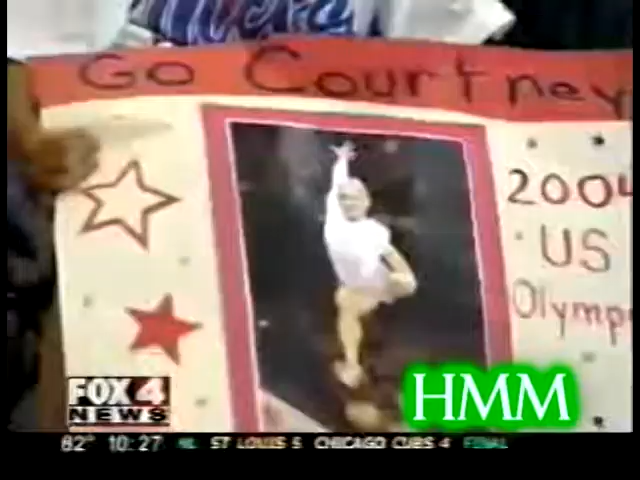 Go Courtney
2004
US
Olymp
FOX 4
NEWS
HMM
82° 10:27 NL ST LOUIS 5 CHICAGO CUBS 4 FINAL